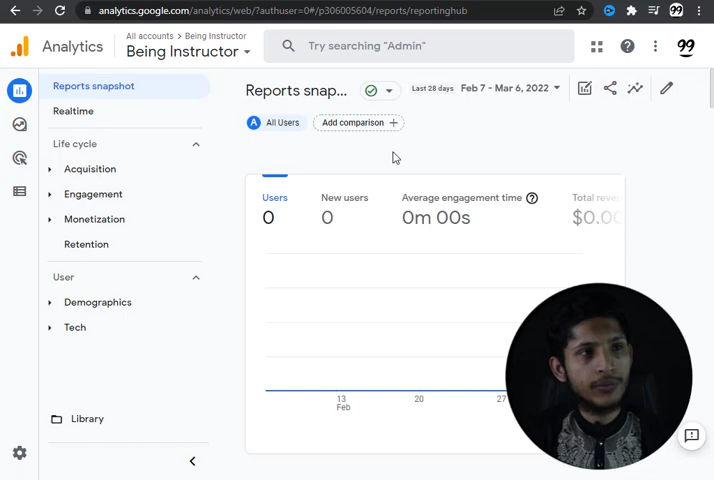 analytics.google.com/analytics/web/?authuser=0#/p306005604/reports/reportinghub
Analytics
All accounts > Being Instructor
Being Instructor
Try searching "Admin"
99
99
Reports snapshot
Realtime
Life cycle
Acquisition
Engagement
Monetization
Retention
User
Demographics
Tech
Library
Reports snap...
Last 28 days
Feb 7 - Mar 6, 2022
A
All Users
Add comparison +
Users
New users
Average engagement time
0
0
0m 00s
$0.00
13
Feb
20
27